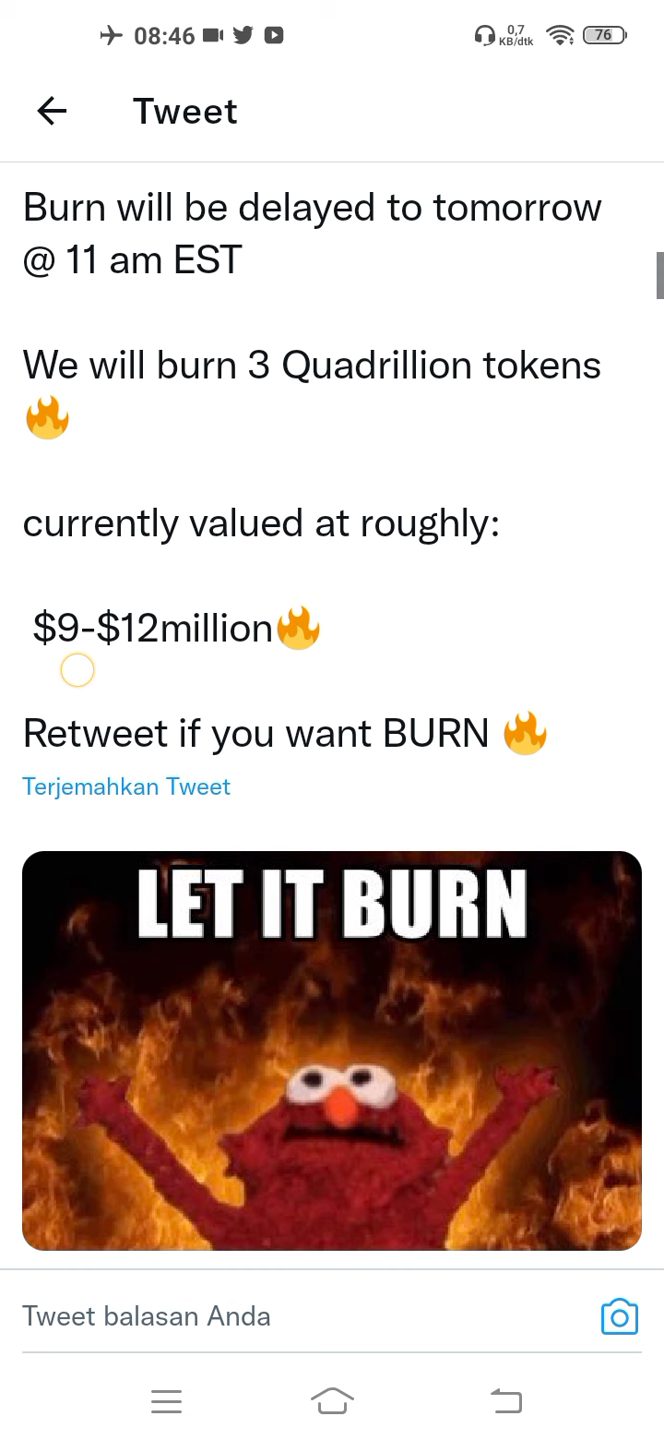 08:46
0,7
KB/dtk
76
Tweet
Burn will be delayed to tomorrow
@ 11 am EST
We will burn 3 Quadrillion tokens
🔥
currently valued at roughly:
$9-$12million🔥
Retweet if you want BURN 🔥
Terjemahkan Tweet
LET IT BURN
Tweet balasan Anda